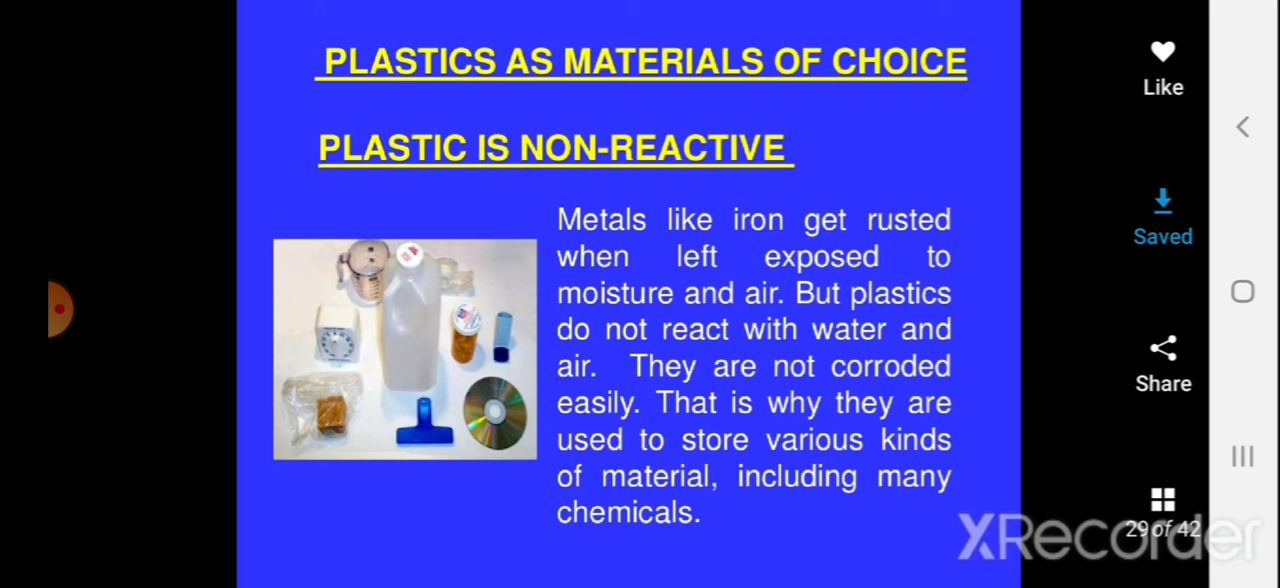 PLASTICS AS MATERIALS OF CHOICE
PLASTIC IS NON-REACTIVE
Metals like iron get rusted
when left exposed to
moisture and air. But plastics
do not react with water and
air. They are not corroded
easily. That is why they are
used to store various kinds
of material, including many
chemicals.
Like
Saved
Share
29 of 42
XRecorder